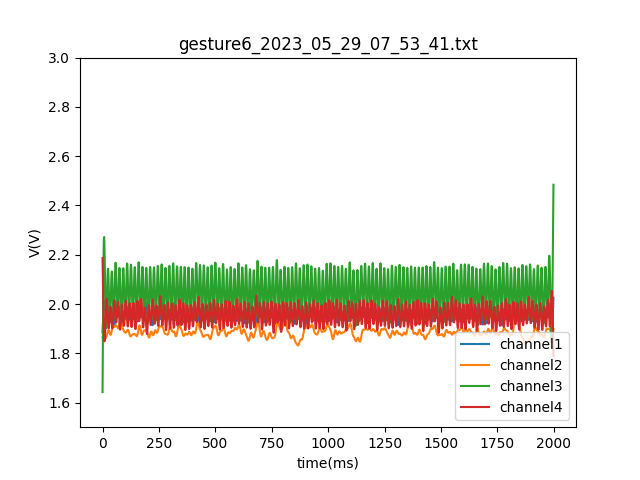 gesture6_2023_05_29_07_53_41.txt
3.0
2.8
2.6
2.4
2.2
2.0
1.8
1.6
V(V)
channel1
channel2
channel3
channel4
0 250 500 750 1000 1250 1500 1750 2000
time(ms)